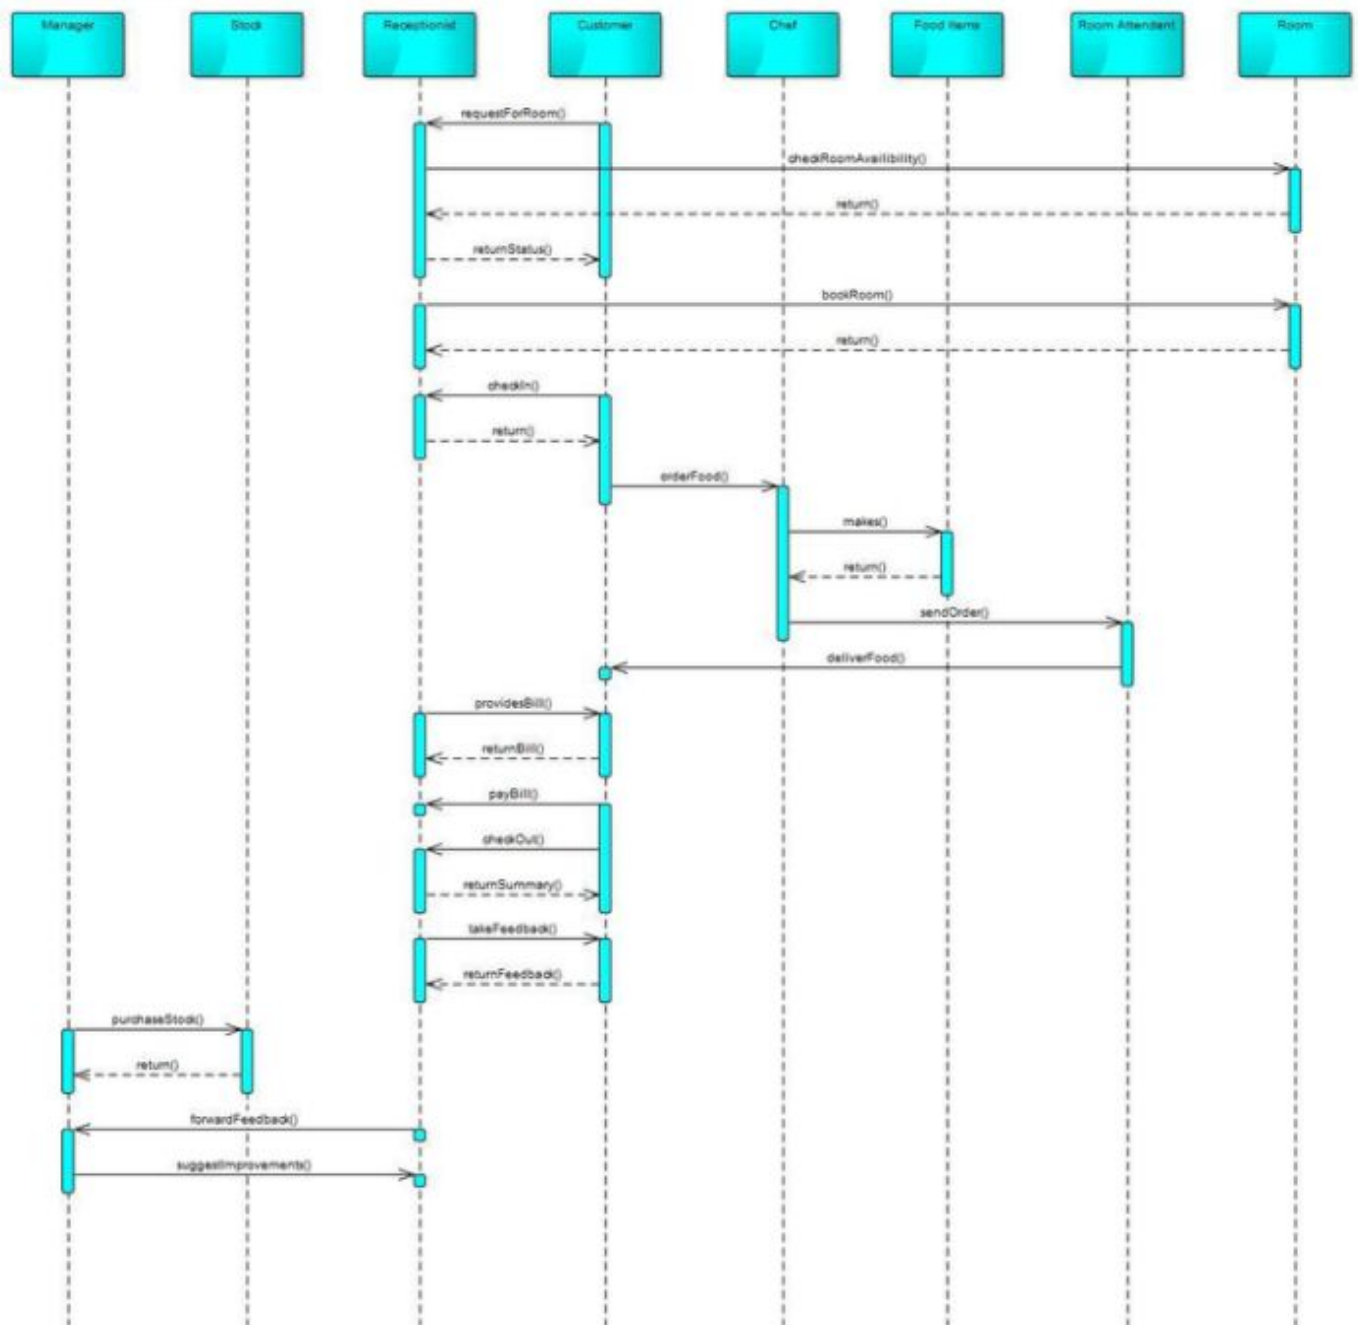 Manager
Stock
Receptionist
Customer
Chef
Food Items
Room Attendent
Room
requestForRoom()
checkRoomAvailibility()
return()
returnStatus()
bookRoom()
return()
checkIn()
return()
orderFood()
makes()
return()
sendOrder()
deliverFood()
providesBill()
returnBill()
payBill()
checkOut()
returnSummary()
takeFeedback()
returnFeedback()
purchaseStock()
return()
forwardFeedback()
suggestImprovements()